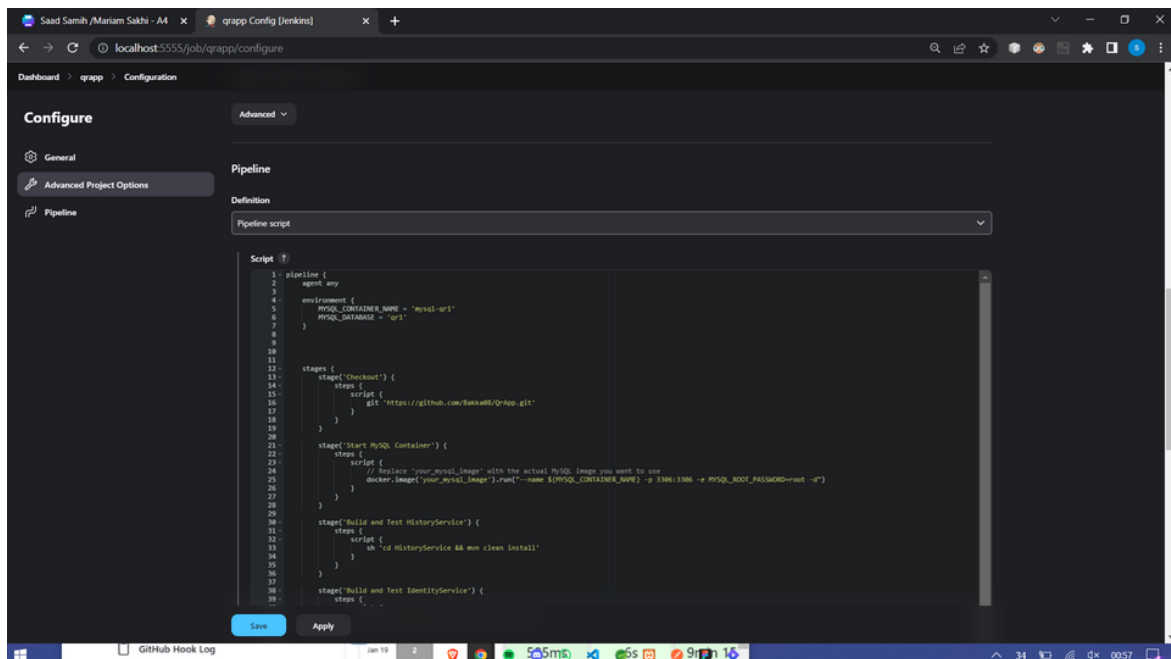 Saad Samih /Mariam Sakhi - A4
qrapp Config [Jenkins]
localhost:5555/job/qrapp/configure
Dashboard > qrapp > Configuration
Configure
General
Advanced Project Options
Pipeline
Advanced
Pipeline
Definition
Pipeline script
Script ?
1 pipeline {
2 agent any
3
4 environment {
5 MYSQL_CONTAINER_NAME = 'mysql-qr1'
6 MYSQL_DATABASE = 'qr1'
7 }
8
9
10
11
12 stages {
13 stage('Checkout') {
14 steps {
15 script {
16 git 'https://github.com/Bakka08/QrApp.git'
17 }
18 }
19 }
20
21 stage('Start MySQL Container') {
22 steps {
23 script {
24 // Replace 'your_mysql_image' with the actual MySQL image you want to use
25 docker.image('your_mysql_image').run("--name ${MYSQL_CONTAINER_NAME} -p 3306:3306 -e MYSQL_ROOT_PASSWORD=root -d")
26 }
27 }
28 }
29
30 stage('Build and Test HistoryService') {
31 steps {
32 script {
33 sh 'cd HistoryService && mvn clean install'
34 }
35 }
36 }
37
38 stage('Build and Test IdentityService') {
39 steps {
Save
Apply
GitHub Hook Log
Jan 19
2
34
00:57